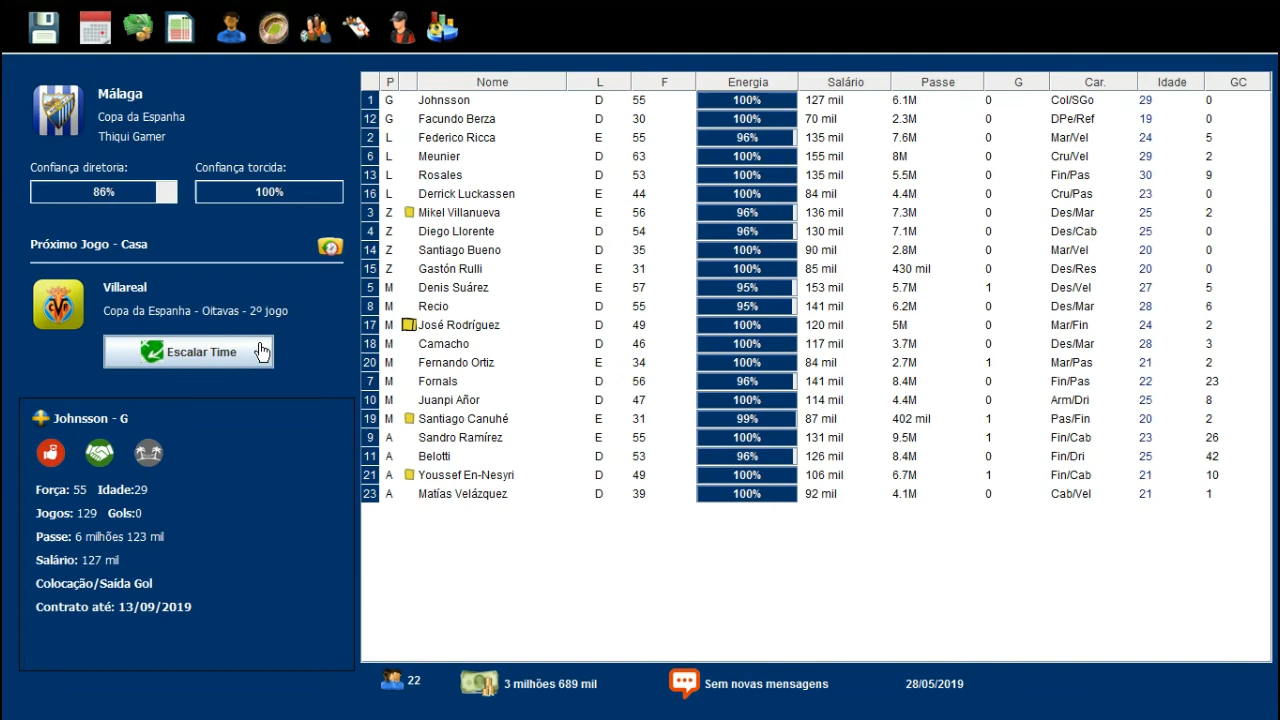 Málaga
Copa da Espanha
Thiqui Gamer
Confiança diretoria: Confiança torcida:
86% 100%
Próximo Jogo - Casa
Villareal
Copa da Espanha - Oitavas - 2º jogo
Escalar Time
Johnsson - G
Força: 55 Idade:29
Jogos: 129 Gols:0
Passe: 6 milhões 123 mil
Salário: 127 mil
Colocação/Saída Gol
Contrato até: 13/09/2019
P Nome L F Energia Salário Passe G Car. Idade GC
1 G Johnsson D 55 100% 127 mil 6.1M 0 Col/SGo 29 0
12 G Facundo Berza D 30 100% 70 mil 2.3M 0 DPe/Ref 19 0
2 L Federico Ricca E 55 96% 135 mil 7.6M 0 Mar/Vel 24 5
6 L Meunier D 63 100% 155 mil 8M 0 Cru/Vel 29 2
13 L Rosales D 53 100% 135 mil 5.5M 0 Fin/Pas 30 9
16 L Derrick Luckassen E 44 100% 84 mil 4.4M 0 Cru/Pas 23 0
3 Z Mikel Villanueva E 56 96% 136 mil 7.3M 0 Des/Mar 25 2
4 Z Diego Llorente D 54 96% 130 mil 7.1M 0 Des/Cab 25 0
14 Z Santiago Bueno D 35 100% 90 mil 2.8M 0 Mar/Vel 20 0
15 Z Gastón Rulli E 31 100% 85 mil 430 mil 0 Des/Res 20 0
5 M Denis Suárez E 57 95% 153 mil 5.7M 1 Des/Vel 27 5
8 M Recio D 55 95% 141 mil 6.2M 0 Des/Mar 28 6
17 M José Rodríguez D 49 100% 120 mil 5M 0 Mar/Fin 24 2
18 M Camacho D 46 100% 117 mil 3.7M 0 Des/Mar 28 3
20 M Fernando Ortiz E 34 100% 84 mil 2.7M 1 Mar/Pas 21 2
7 M Fornals D 56 96% 141 mil 8.4M 0 Fin/Pas 22 23
10 M Juanpi Añor D 47 100% 114 mil 4.4M 0 Arm/Dri 25 8
19 M Santiago Canuhé E 31 99% 87 mil 402 mil 1 Pas/Fin 20 2
9 A Sandro Ramírez E 55 100% 131 mil 9.5M 1 Fin/Cab 23 26
11 A Belotti D 53 96% 126 mil 8.4M 0 Fin/Dri 25 42
21 A Youssef En-Nesyri D 49 100% 106 mil 6.7M 1 Fin/Cab 21 10
23 A Matías Velázquez D 39 100% 92 mil 4.1M 0 Cab/Vel 21 1
22 3 milhões 689 mil Sem novas mensagens 28/05/2019